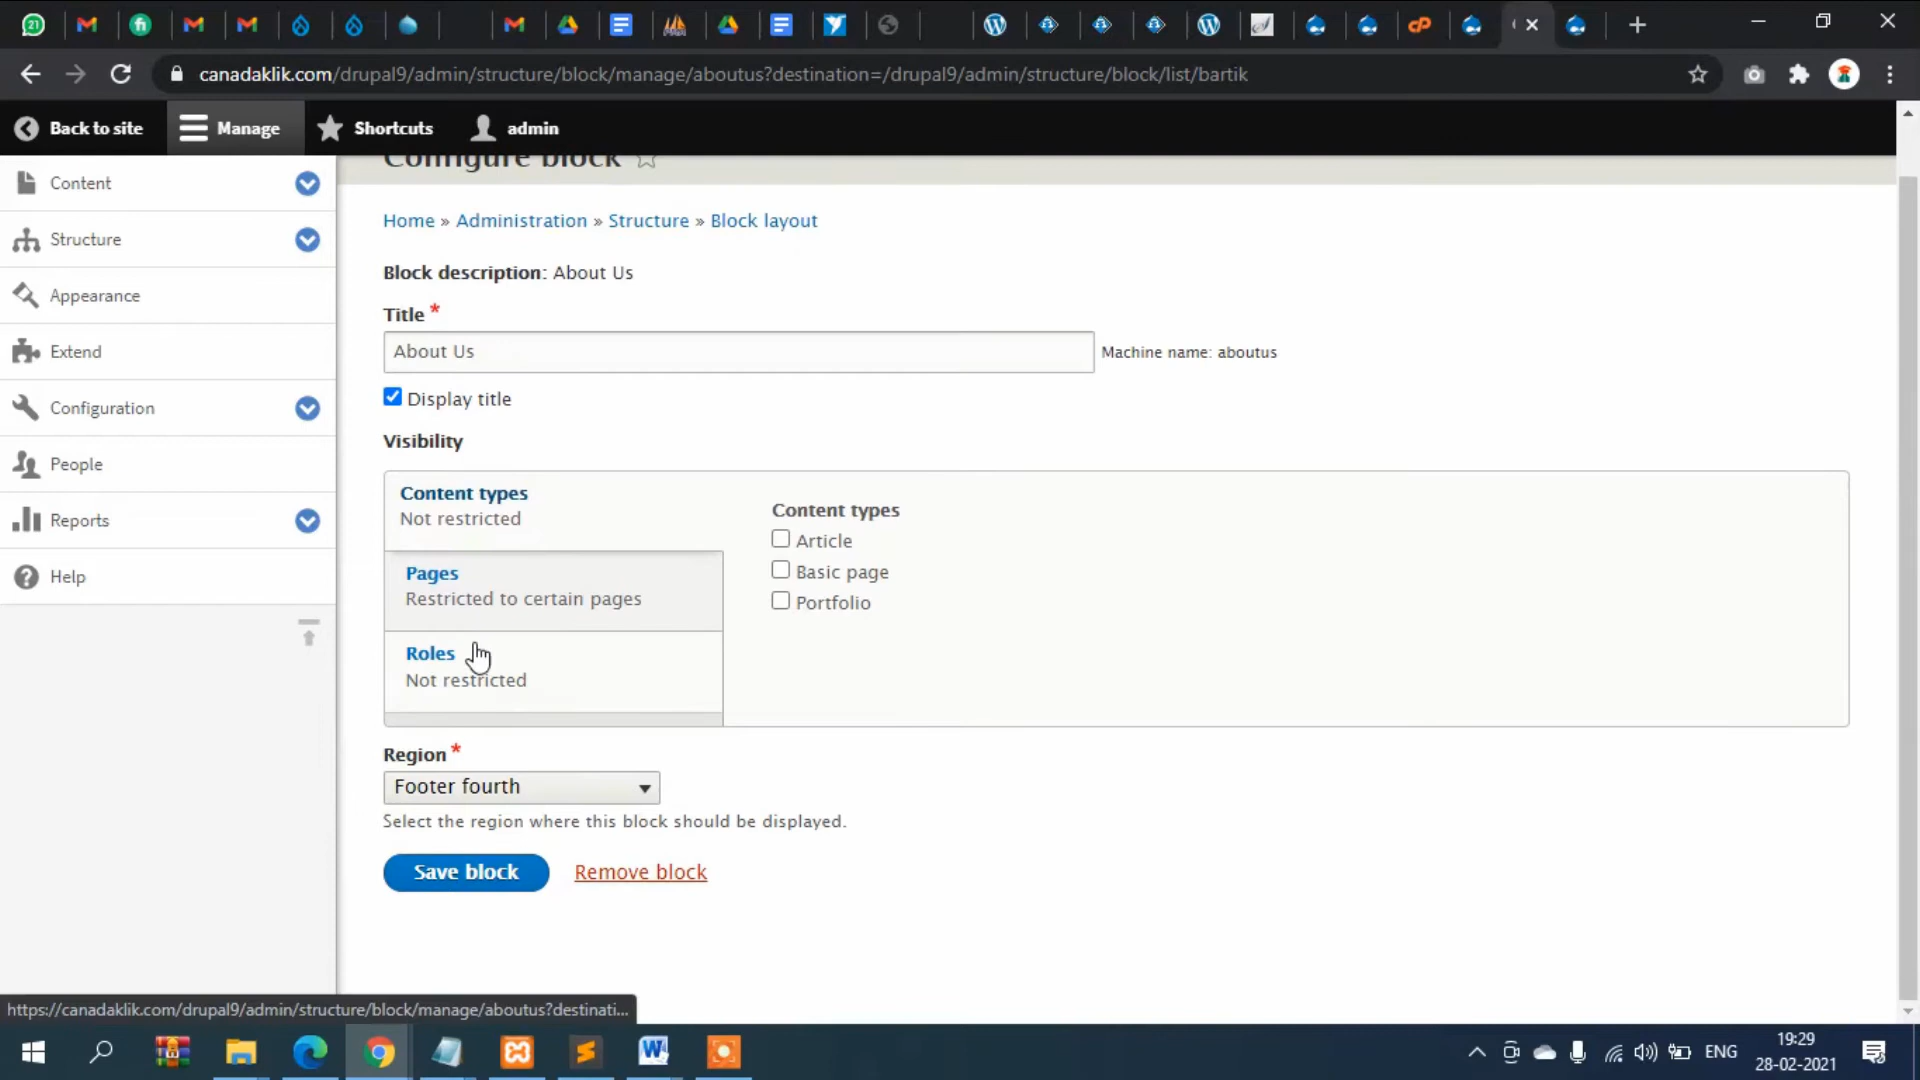 21
canadaklik.com/drupal9/admin/structure/block/manage/aboutus?destination=/drupal9/admin/structure/block/list/bartik
Back to site
Manage
Shortcuts
admin
Configure block
Content
Structure
Appearance
Extend
Configuration
People
Reports
Help
Home » Administration » Structure » Block layout
Block description: About Us
Title *
About Us
Machine name: aboutus
Display title
Visibility
Content types
Not restricted
Pages
Restricted to certain pages
Roles
Not restricted
Content types
Article
Basic page
Portfolio
Region *
Footer fourth
Select the region where this block should be displayed.
Save block
Remove block
https://canadaklik.com/drupal9/admin/structure/block/manage/aboutus?destinati...
ENG
19:29
28-02-2021